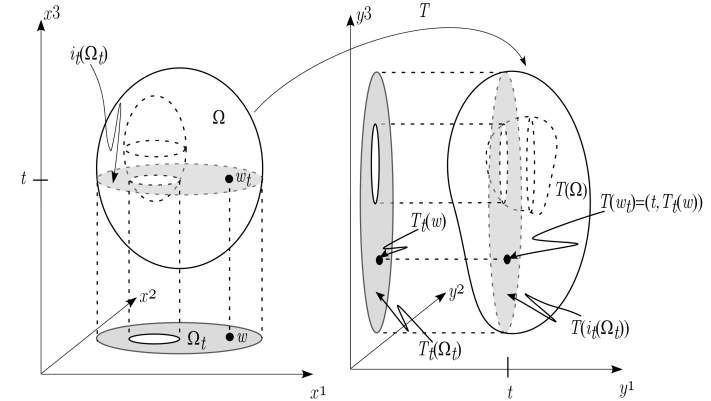 x3
y3
T
i_t(Ω_t)
Ω
t
w_t
T(Ω)
T(w_t)=(t, T_t(w))
T_t(w)
x2
y2
Ω_t
w
T_t(Ω_t)
T(i_t(Ω_t))
x1
t
y1